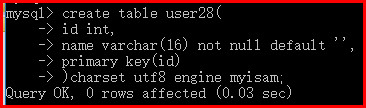 mysql> create table user28(
    -> id int,
    -> name varchar(16) not null default '',
    -> primary key(id)
    -> )charset utf8 engine myisam;
Query OK, 0 rows affected (0.03 sec)